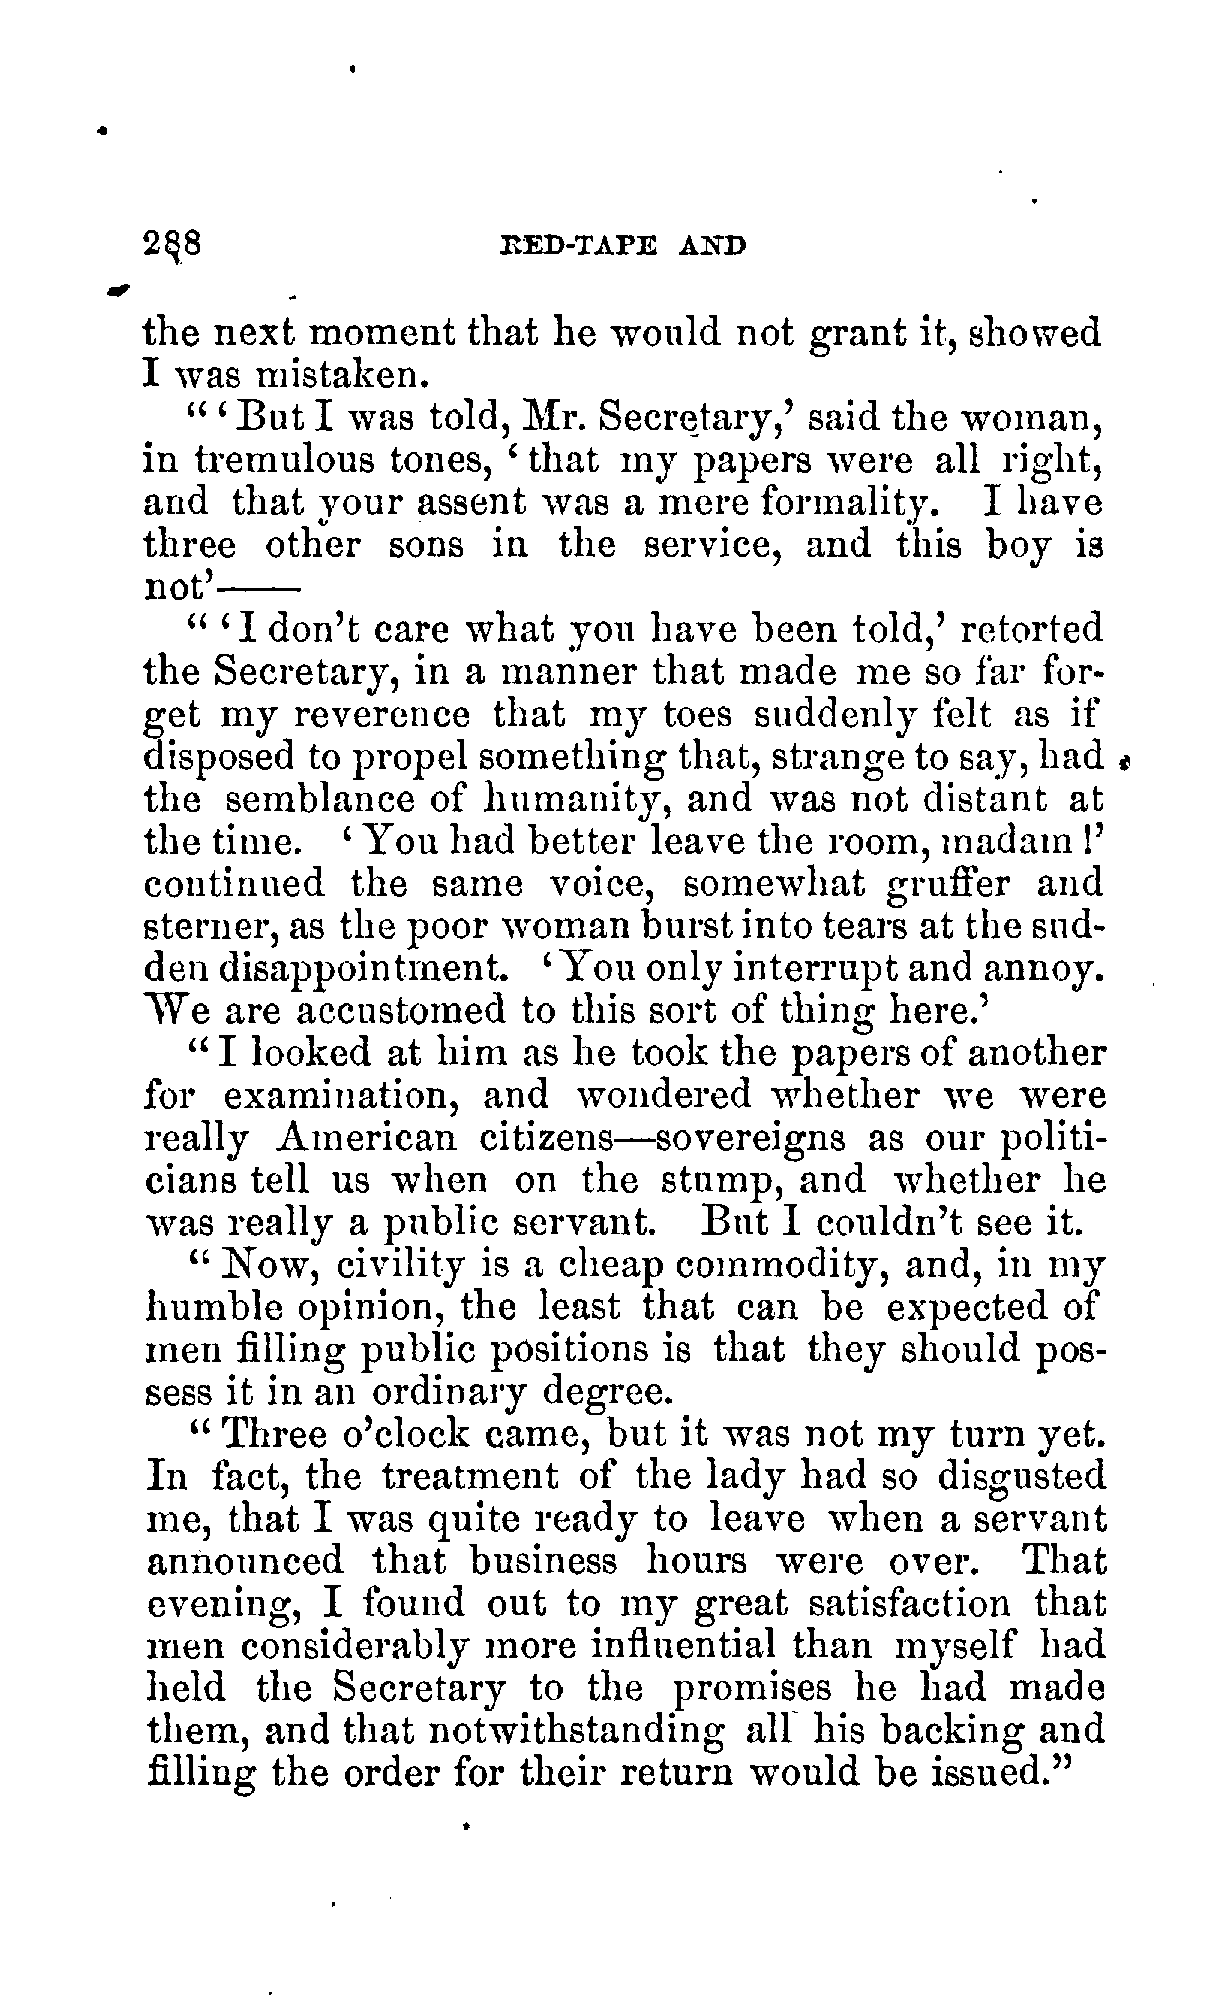 288 RED-TAPE AND
the next moment that he would not grant it, showed
I was mistaken.
" 'But I was told, Mr. Secretary,' said the woman,
in tremulous tones, 'that my papers were all right,
and that your assent was a mere formality. I have
three other sons in the service, and this boy is
not'——
" 'I don't care what you have been told,' retorted
the Secretary, in a manner that made me so far for-
get my reverence that my toes suddenly felt as if
disposed to propel something that, strange to say, had
the semblance of humanity, and was not distant at
the time. 'You had better leave the room, madam!'
continued the same voice, somewhat gruffer and
sterner, as the poor woman burst into tears at the sud-
den disappointment. 'You only interrupt and annoy.
We are accustomed to this sort of thing here.'
"I looked at him as he took the papers of another
for examination, and wondered whether we were
really American citizens—sovereigns as our politi-
cians tell us when on the stump, and whether he
was really a public servant. But I couldn't see it.
"Now, civility is a cheap commodity, and, in my
humble opinion, the least that can be expected of
men filling public positions is that they should pos-
sess it in an ordinary degree.
"Three o'clock came, but it was not my turn yet.
In fact, the treatment of the lady had so disgusted
me, that I was quite ready to leave when a servant
announced that business hours were over. That
evening, I found out to my great satisfaction that
men considerably more influential than myself had
held the Secretary to the promises he had made
them, and that notwithstanding all his backing and
filling the order for their return would be issued."